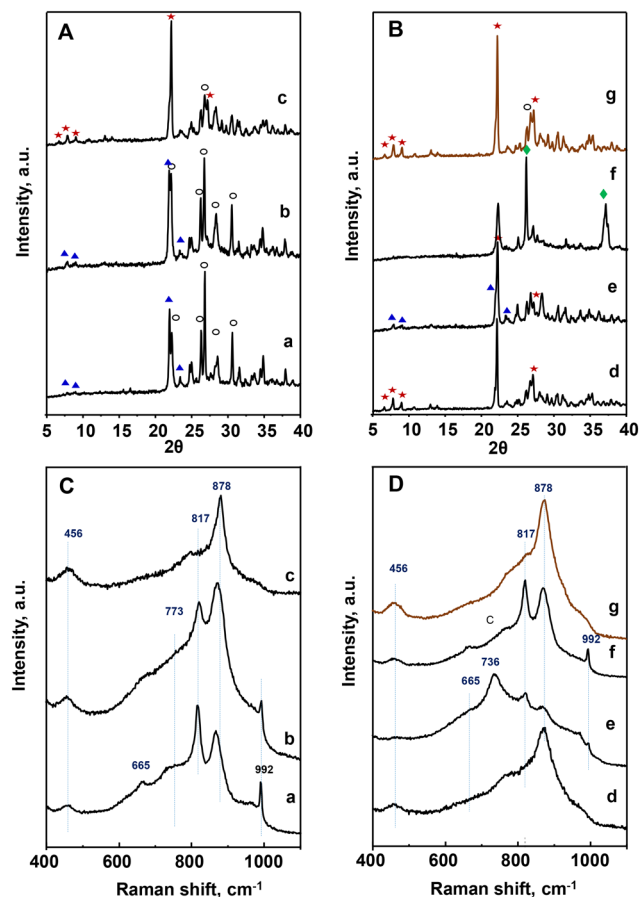 A
c
b
a
Intensity, a.u.
5 10 15 20 25 30 35 40
2θ
B
g
f
e
d
Intensity, a.u.
5 10 15 20 25 30 35 40
2θ
C
878
817
456
c
773
b
665
992
a
Intensity, a.u.
400 600 800 1000
Raman shift, cm-1
D
878
817
456
g
C
992
f
736
665
e
d
Intensity, a.u.
400 600 800 1000
Raman shift, cm-1